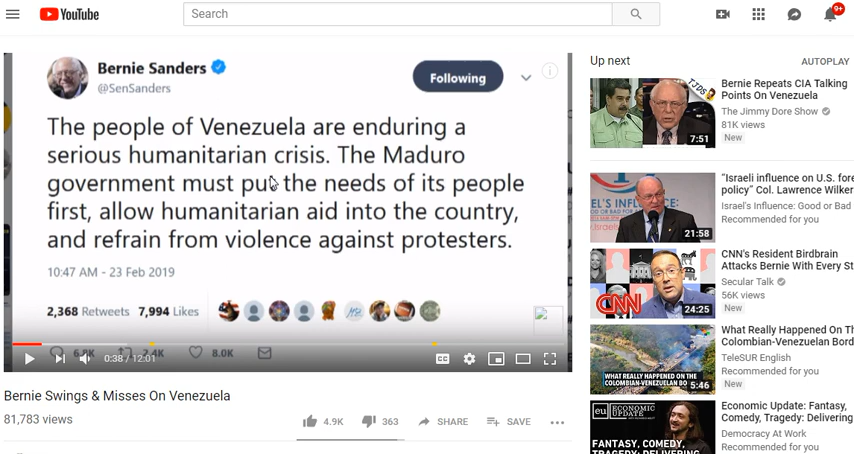 YouTube
Search
9+
Bernie Sanders
@SenSanders
Following
The people of Venezuela are enduring a
serious humanitarian crisis. The Maduro
government must put the needs of its people
first, allow humanitarian aid into the country,
and refrain from violence against protesters.
10:47 AM - 23 Feb 2019
2,368 Retweets 7,994 Likes
2.4K 8.0K
0:38 / 12:01
CC
Bernie Swings & Misses On Venezuela
81,783 views
4.9K 363 SHARE SAVE
Up next AUTOPLAY
TJDS
7:51
Bernie Repeats CIA Talking
Points On Venezuela
The Jimmy Dore Show
81K views
New
21:58
"Israeli influence on U.S. fore
policy" Col. Lawrence Wilker
Israel's Influence: Good or Bad
Recommended for you
CNN
24:25
CNN's Resident Birdbrain
Attacks Bernie With Every St
Secular Talk
56K views
New
WHAT REALLY HAPPENED ON THE
COLOMBIAN-VENEZUELAN BO
5:46
What Really Happened On Th
Colombian-Venezuelan Bord
TeleSUR English
Recommended for you
New
eu ECONOMIC
UPDATE
FANTASY, COMEDY,
TRAGEDY: DELIVERING
Economic Update: Fantasy,
Comedy, Tragedy: Delivering
Democracy At Work
Recommended for you